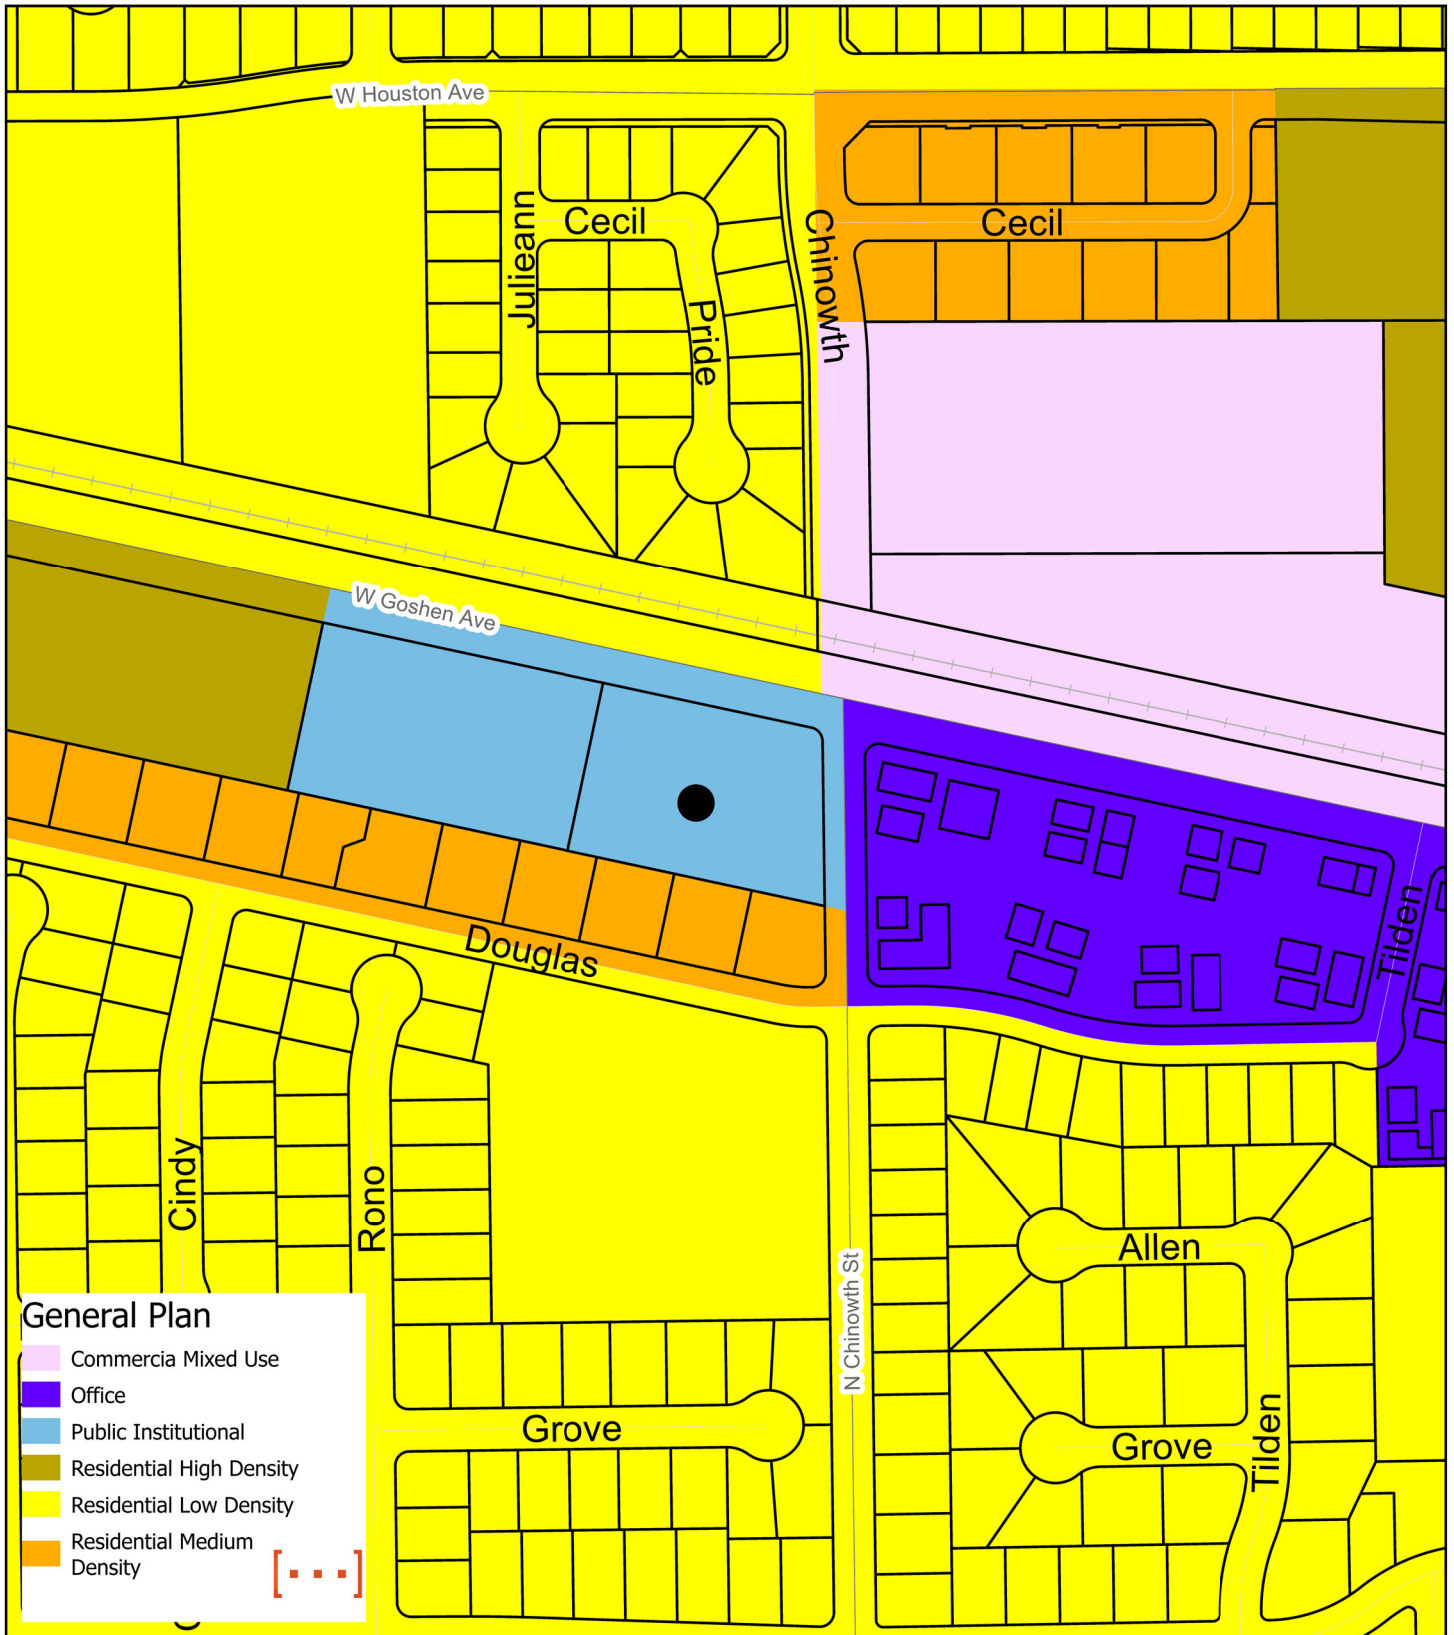 W Houston Ave
Julieann
Cecil
Chinowth
Cecil
Pride
W Goshen Ave
Douglas
Tilden
Cindy
Rono
Allen
N Chinowth St
General Plan
Commercia Mixed Use
Office
Public Institutional
Residential High Density
Residential Low Density
Residential Medium
Density
[...]
Grove
Grove
Tilden